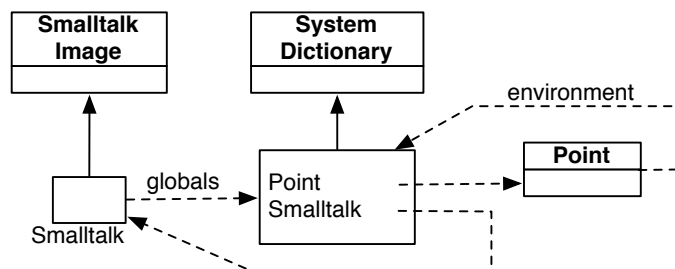 Smalltalk
Image
System
Dictionary
environment
Point
globals
Point
Smalltalk
Smalltalk